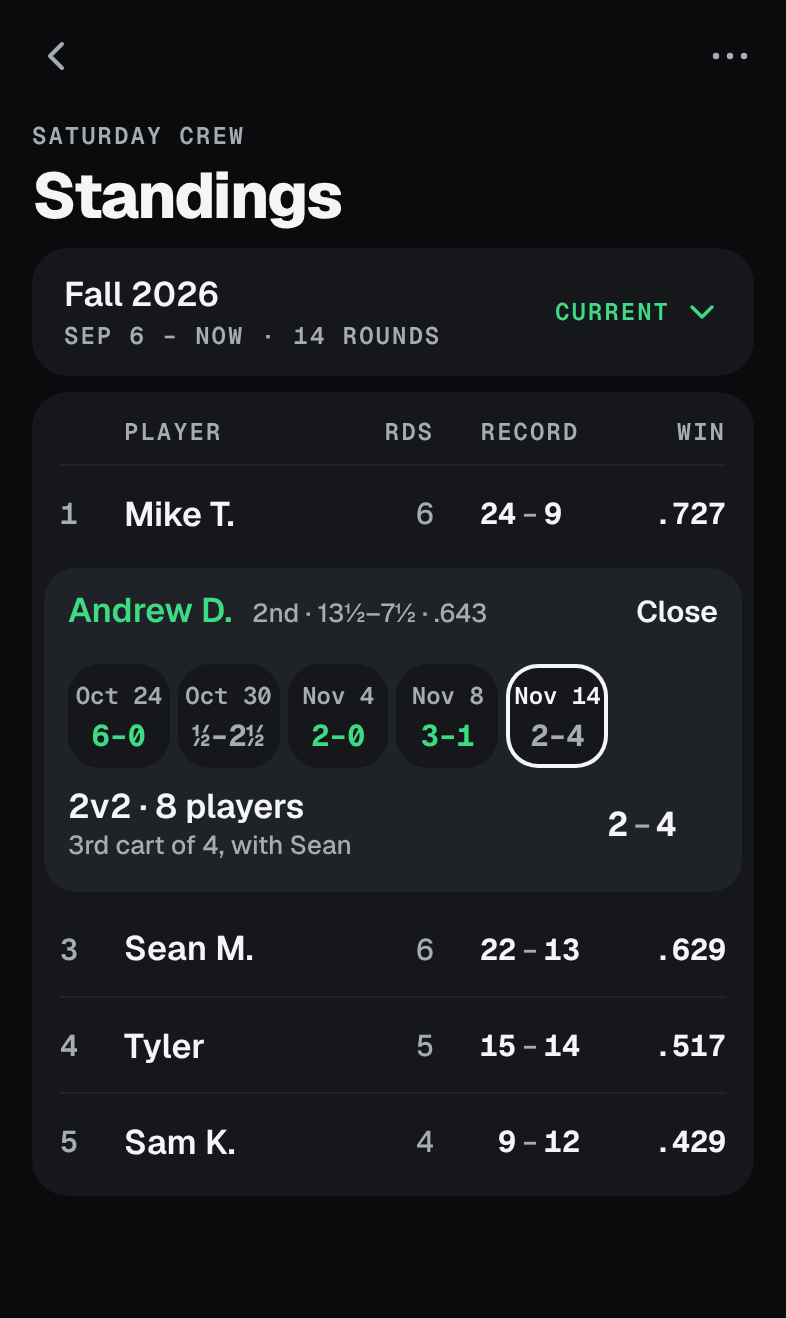 SATURDAY CREW
Standings
Fall 2026
CURRENT
SEP 6 – NOW · 14 ROUNDS
PLAYER RDS RECORD WIN
1 Mike T. 6 24–9 .727
Andrew D. 2nd · 13½–7½ · .643 Close
Oct 24 Oct 30 Nov 4 Nov 8 Nov 14
6–0 ½–2½ 2–0 3–1 2–4
2v2 · 8 players
3rd cart of 4, with Sean
2–4
3 Sean M. 6 22–13 .629
4 Tyler 5 15–14 .517
5 Sam K. 4 9–12 .429